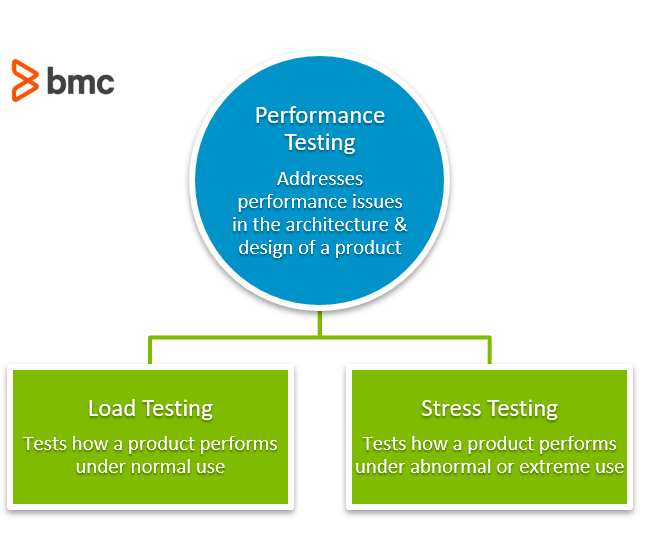 bmc
Performance
Testing
Addresses
performance issues
in the architecture &
design of a product
Load Testing
Tests how a product performs
under normal use
Stress Testing
Tests how a product performs
under abnormal or extreme use